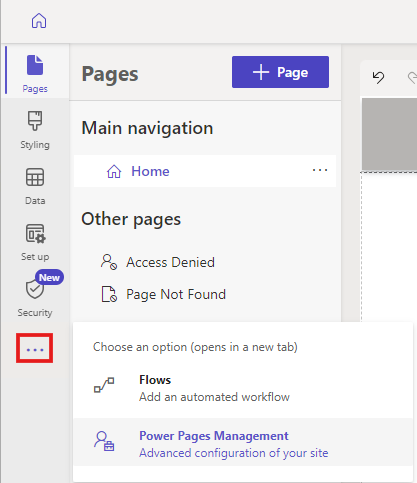 Pages
Styling
Data
Set up
New
Security
Pages
Page
Main navigation
Home
Other pages
Access Denied
Page Not Found
Choose an option (opens in a new tab)
Flows
Add an automated workflow
Power Pages Management
Advanced configuration of your site